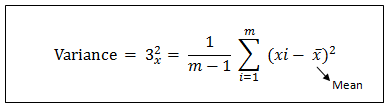 Variance = 3²ₓ = 1/(m − 1) ∑ᵢ₌₁ᵐ (xi − x̄)²
Mean